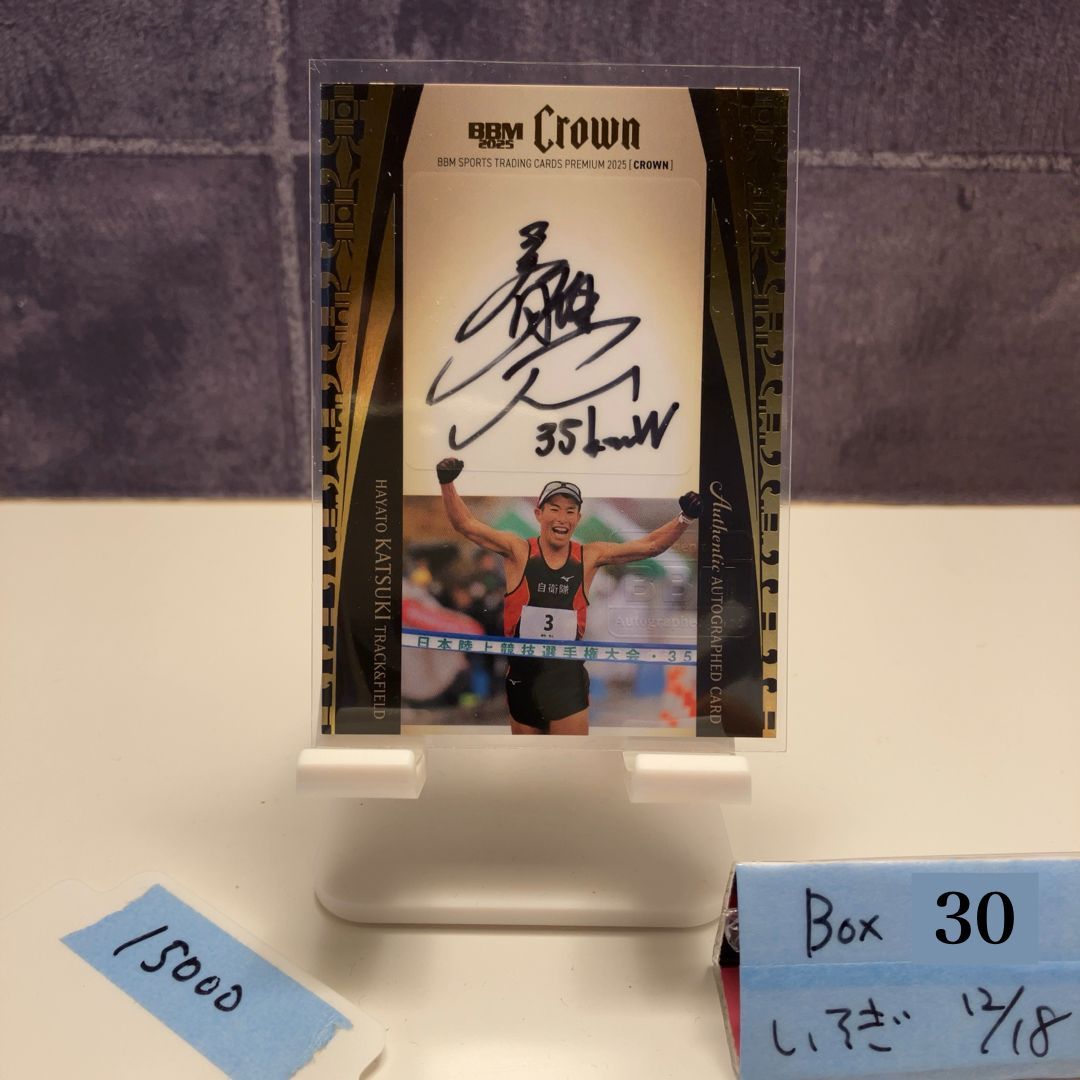 BBM 2025 Crown
BBM SPORTS TRADING CARDS PREMIUM 2025 [CROWN]
35kmW
HAYATO KATSUKI TRACK&FIELD
Authentic AUTOGRAPHED CARD
自衛隊
3
日本陸上競技選手権大会・35
15000
Box 30
いろぎ 12/18